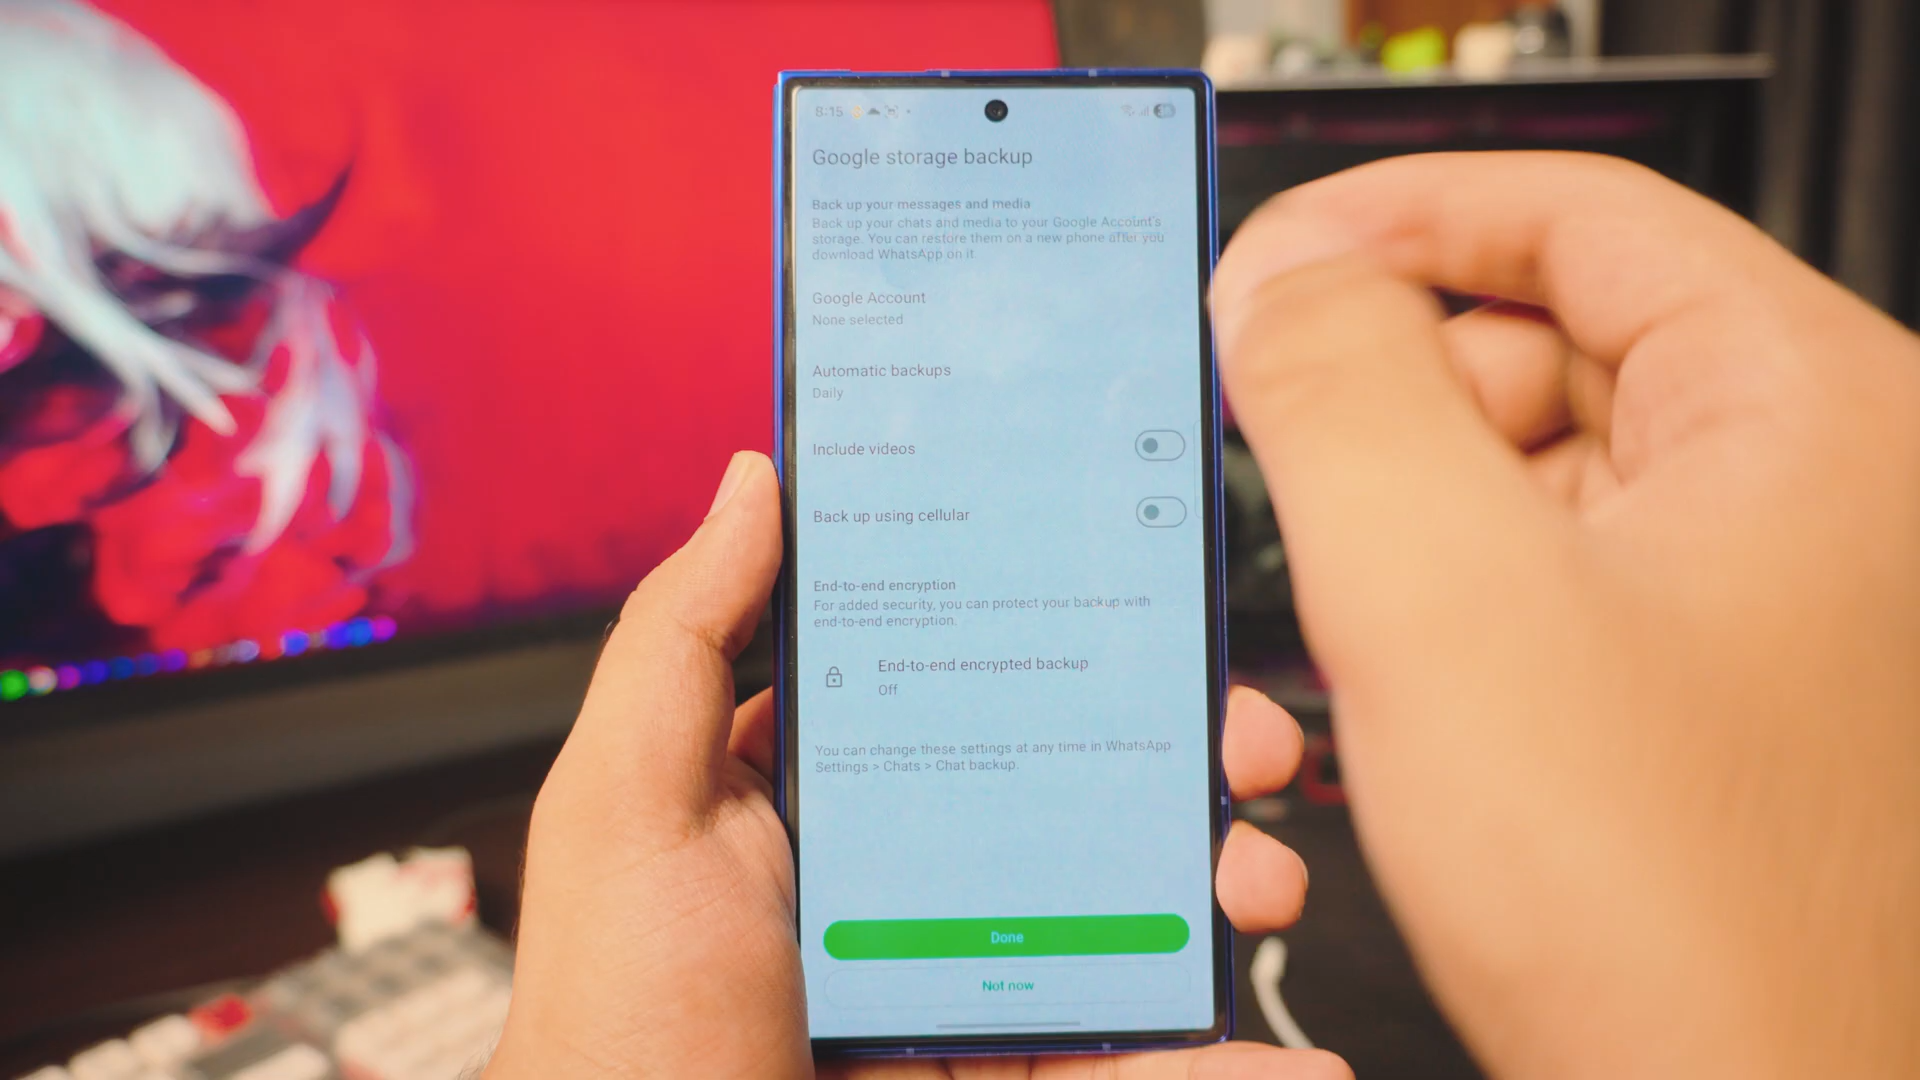 8:15
Google storage backup
Back up your messages and media
Back up your chats and media to your Google Account's
storage. You can restore them on a new phone after you
download WhatsApp on it.
Google Account
None selected
Automatic backups
Daily
Include videos
Back up using cellular
End-to-end encryption
For added security, you can protect your backup with
end-to-end encryption.
End-to-end encrypted backup
Off
You can change these settings at any time in WhatsApp
Settings > Chats > Chat backup.
Done
Not now